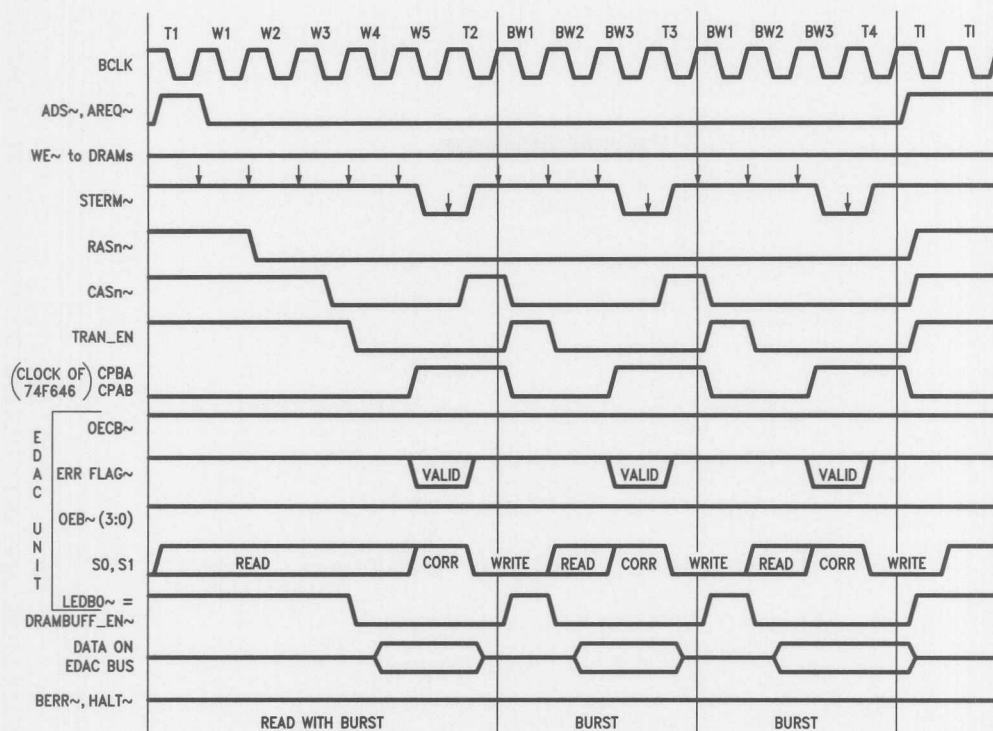 T1 W1 W2 W3 W4 W5 T2 BW1 BW2 BW3 T3 BW1 BW2 BW3 T4 TI TI
BCLK
ADS~, AREQ~
WE~ to DRAMs
STERM~
RASn~
CASn~
TRAN_EN
(CLOCK OF 74F646) CPBA
CPAB
EDAC UNIT
OECB~
ERR FLAG~ VALID VALID VALID
OEB~ (3:0)
S0, S1 READ CORR WRITE READ CORR WRITE READ CORR WRITE
LEDBO~ =
DRAMBUFF_EN~
DATA ON
EDAC BUS
BERR~, HALT~
READ WITH BURST BURST BURST